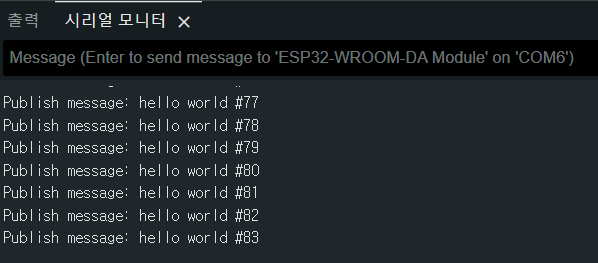 출력 시리얼 모니터
Message (Enter to send message to 'ESP32-WROOM-DA Module' on 'COM6')
Publish message: hello world #77
Publish message: hello world #78
Publish message: hello world #79
Publish message: hello world #80
Publish message: hello world #81
Publish message: hello world #82
Publish message: hello world #83